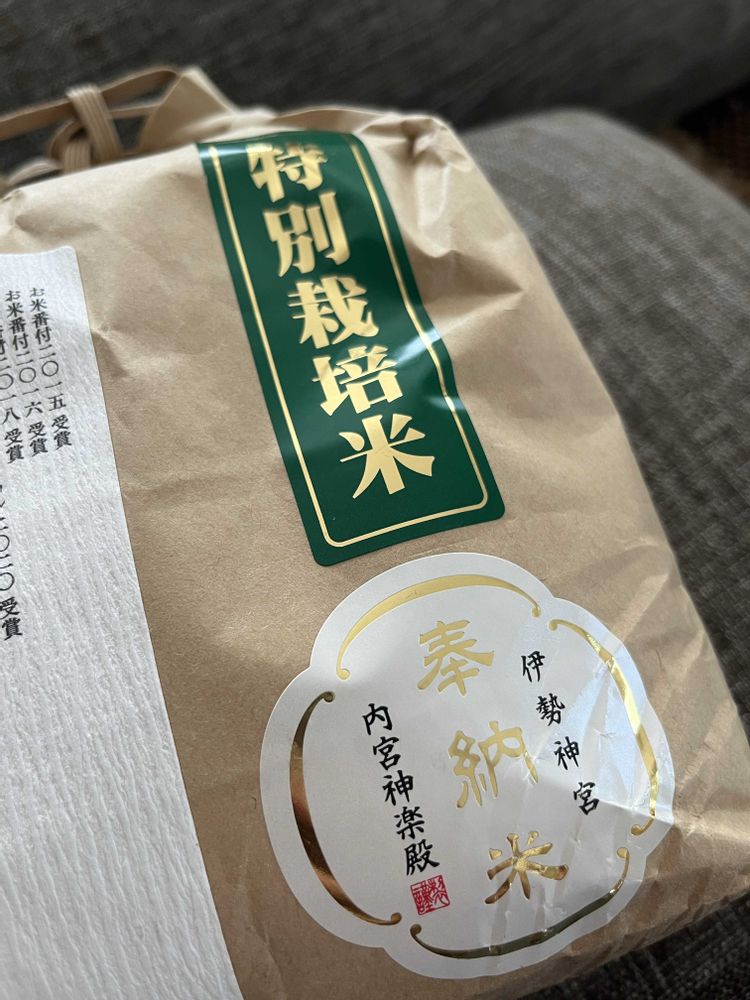 特別栽培米
伊勢神宮
奉納米
内宮神楽殿
お米番付二〇一五 受賞
お米番付二〇一六 受賞
二〇一八 受賞
二〇二〇 受賞